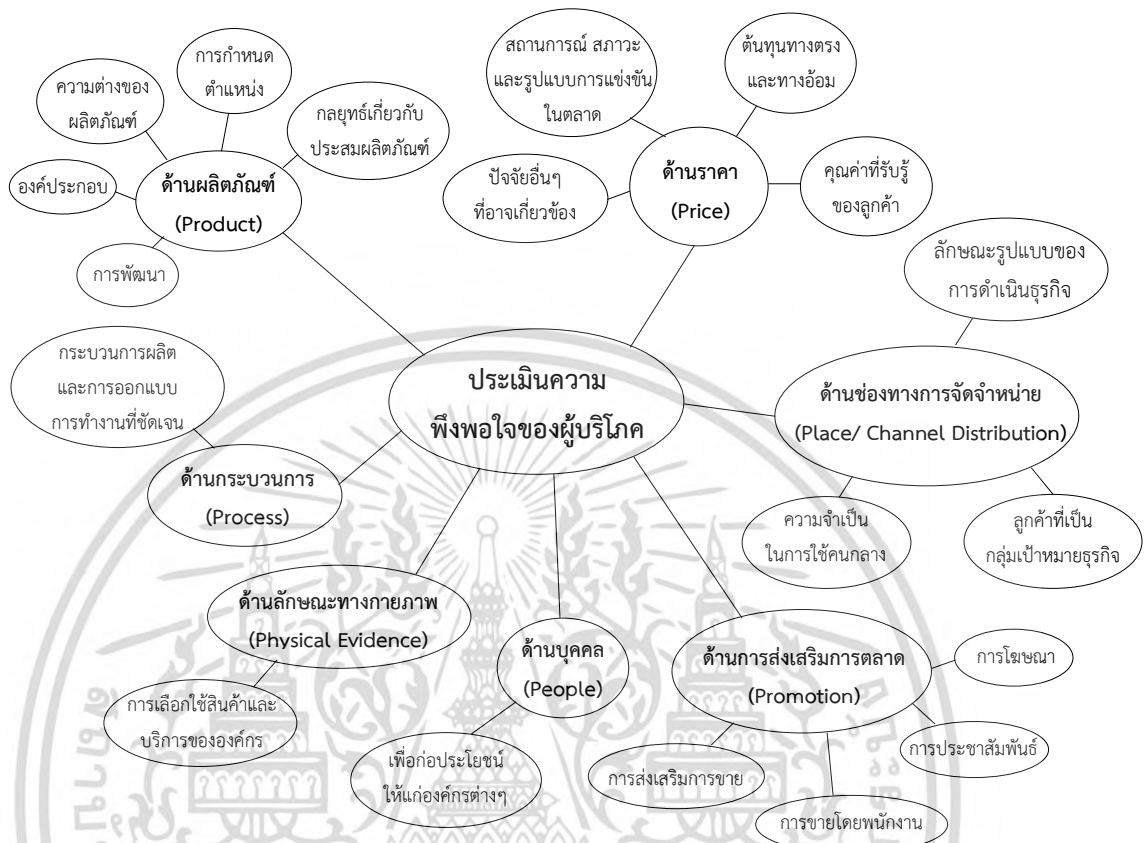 การกำหนด
ตำแหน่ง
ความต่างของ
ผลิตภัณฑ์
กลยุทธ์เกี่ยวกับ
ประสมผลิตภัณฑ์
องค์ประกอบ
ด้านผลิตภัณฑ์
(Product)
การพัฒนา
สถานการณ์ สภาวะ
และรูปแบบการแข่งขัน
ในตลาด
ต้นทุนทางตรง
และทางอ้อม
ปัจจัยอื่นๆ
ที่อาจเกี่ยวข้อง
ด้านราคา
(Price)
คุณค่าที่รับรู้
ของลูกค้า
ลักษณะรูปแบบของ
การดำเนินธุรกิจ
กระบวนการผลิต
และการออกแบบ
การทำงานที่ชัดเจน
ประเมินความ
พึงพอใจของผู้บริโภค
ด้านช่องทางการจัดจำหน่าย
(Place/ Channel Distribution)
ด้านกระบวนการ
(Process)
ความจำเป็น
ในการใช้คนกลาง
ลูกค้าที่เป็น
กลุ่มเป้าหมายธุรกิจ
ด้านลักษณะทางกายภาพ
(Physical Evidence)
ด้านบุคคล
(People)
ด้านการส่งเสริมการตลาด
(Promotion)
การโฆษณา
การเลือกใช้สินค้าและ
บริการขององค์กร
เพื่อก่อประโยชน์
ให้แก่องค์กรต่างๆ
การส่งเสริมการขาย
การประชาสัมพันธ์
การขายโดยพนักงาน